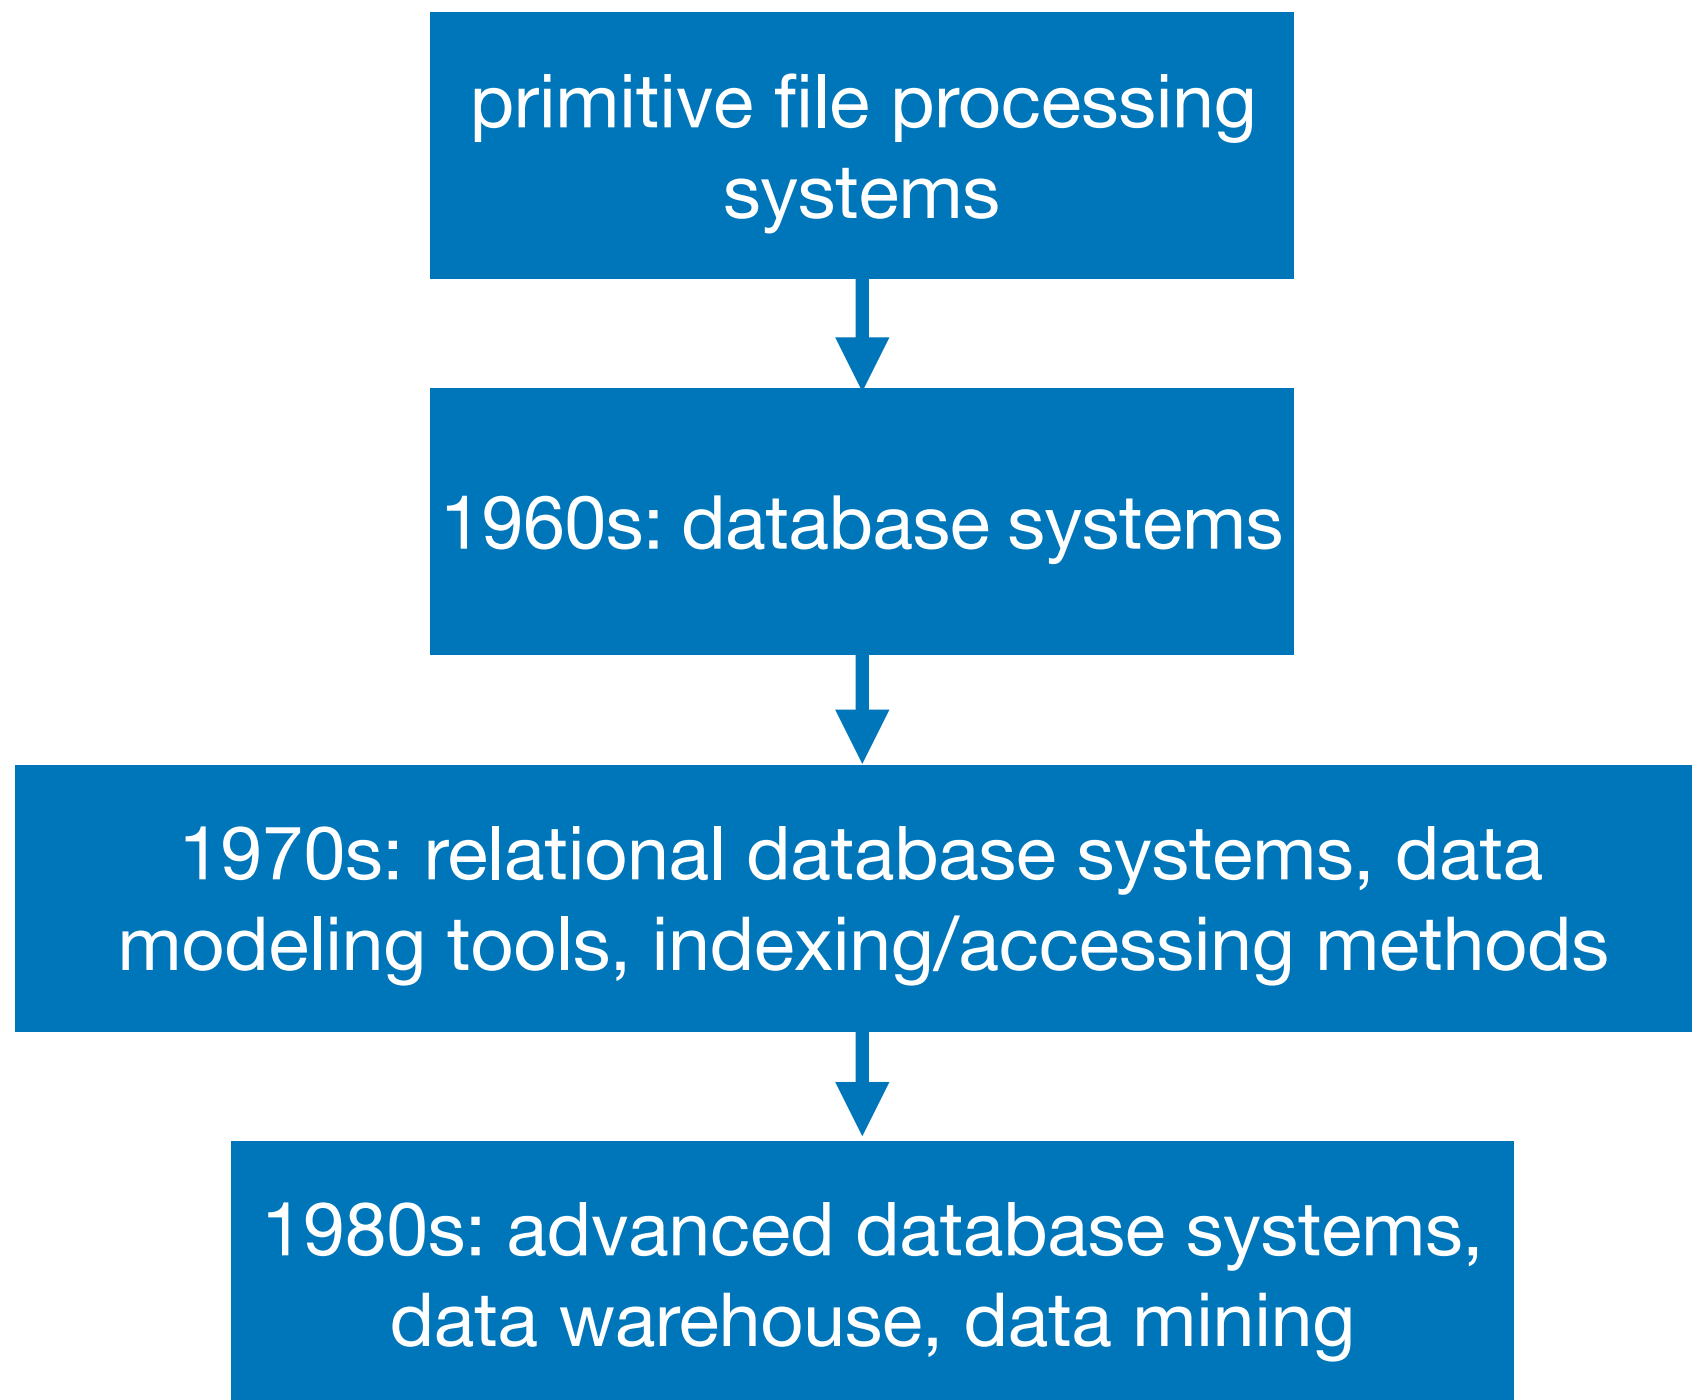 primitive file processing
systems
1960s: database systems
1970s: relational database systems, data
modeling tools, indexing/accessing methods
1980s: advanced database systems,
data warehouse, data mining